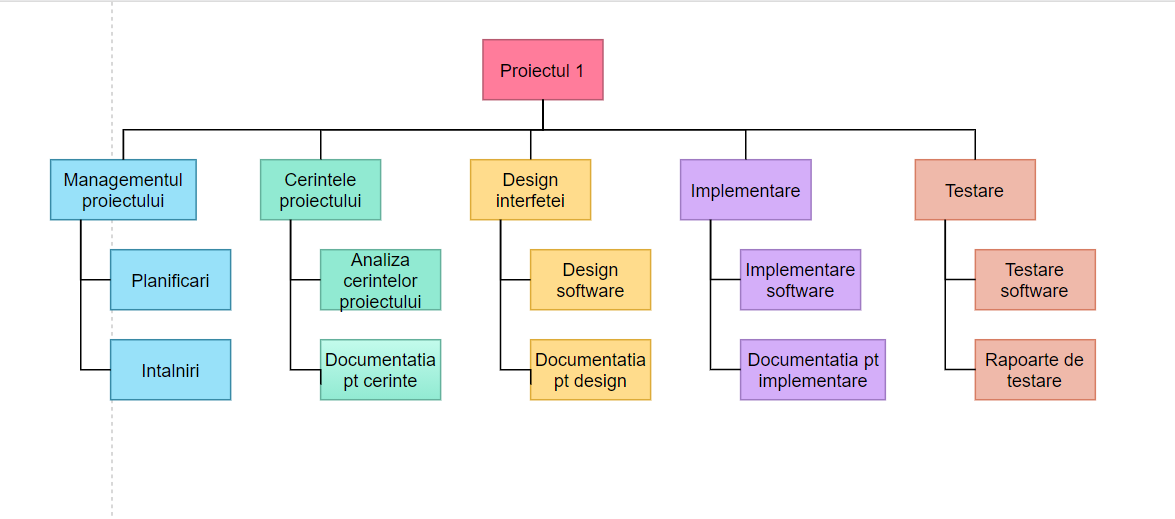 Proiectul 1
Managementul
proiectului
Cerintele
proiectului
Design
interfetei
Implementare
Testare
Planificari
Analiza
cerintelor
proiectului
Design
software
Implementare
software
Testare
software
Intalniri
Documentatia
pt cerinte
Documentatia
pt design
Documentatia pt
implementare
Rapoarte de
testare